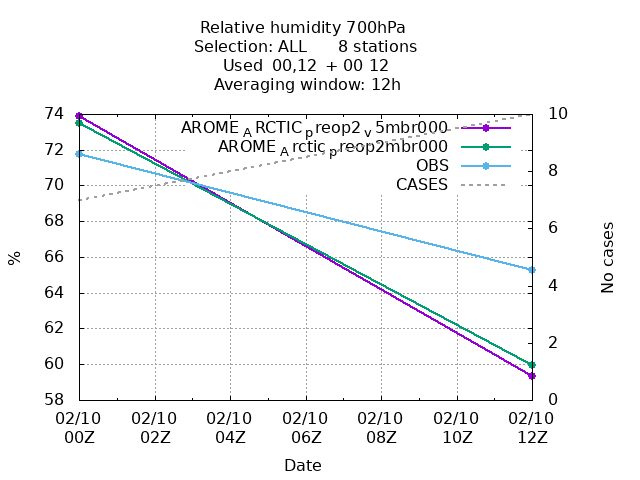 Relative humidity 700hPa
Selection: ALL 8 stations
Used 00,12 + 00 12
Averaging window: 12h
74
72
70
68
66
64
62
60
58
10
8
6
4
2
0
AROME_ARCTIC_preop2_v5mbr000
AROME_Arctic_preop2mbr000
OBS
CASES
%
No cases
02/10 02/10 02/10 02/10 02/10 02/10 02/10
00Z 02Z 04Z 06Z 08Z 10Z 12Z
Date